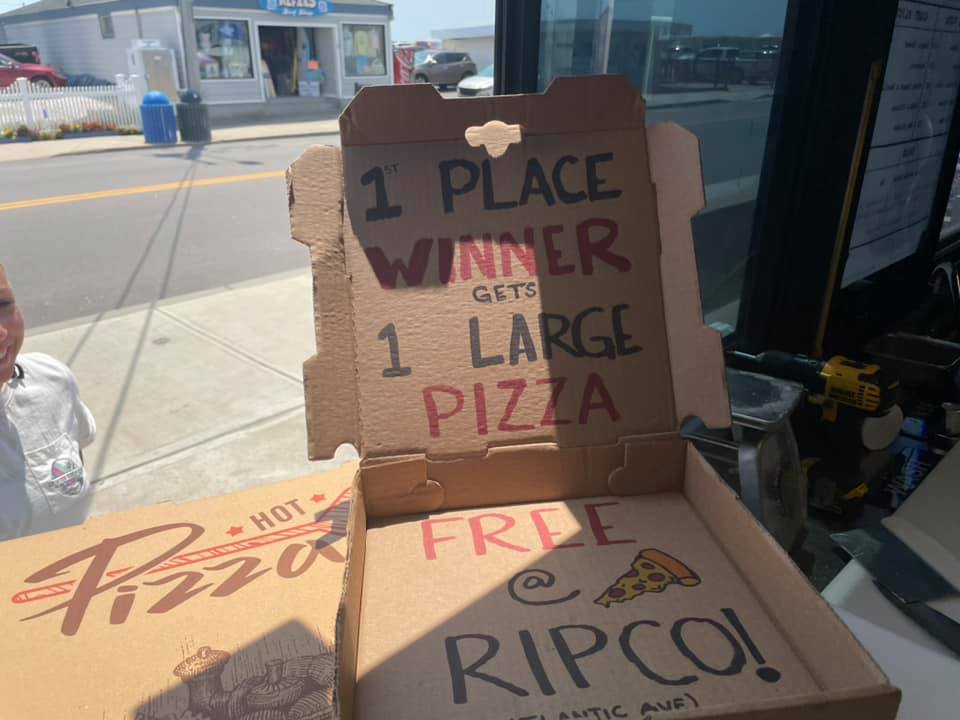 1ST PLACE
WINNER
GETS
1 LARGE
PIZZA
FREE
@
RIPCO!
ATLANTIC AVE)
HOT
Pizza